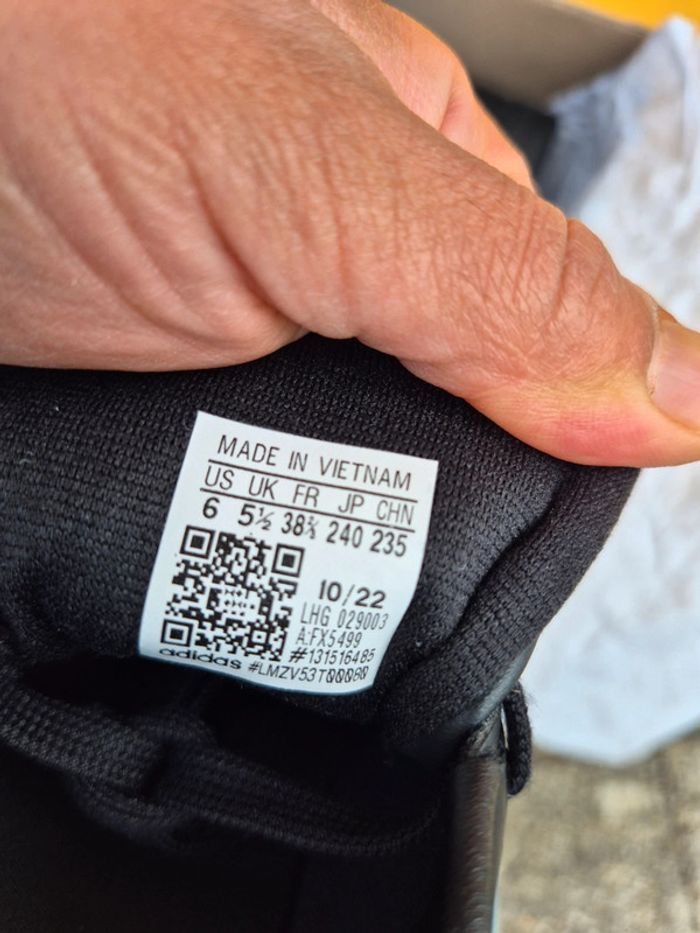 MADE IN VIETNAM
US UK FR JP CHN
6 5½ 38⅔ 240 235
10/22
LHG 029003
A:FX5499
#131516485
adidas #LMZV53T00080